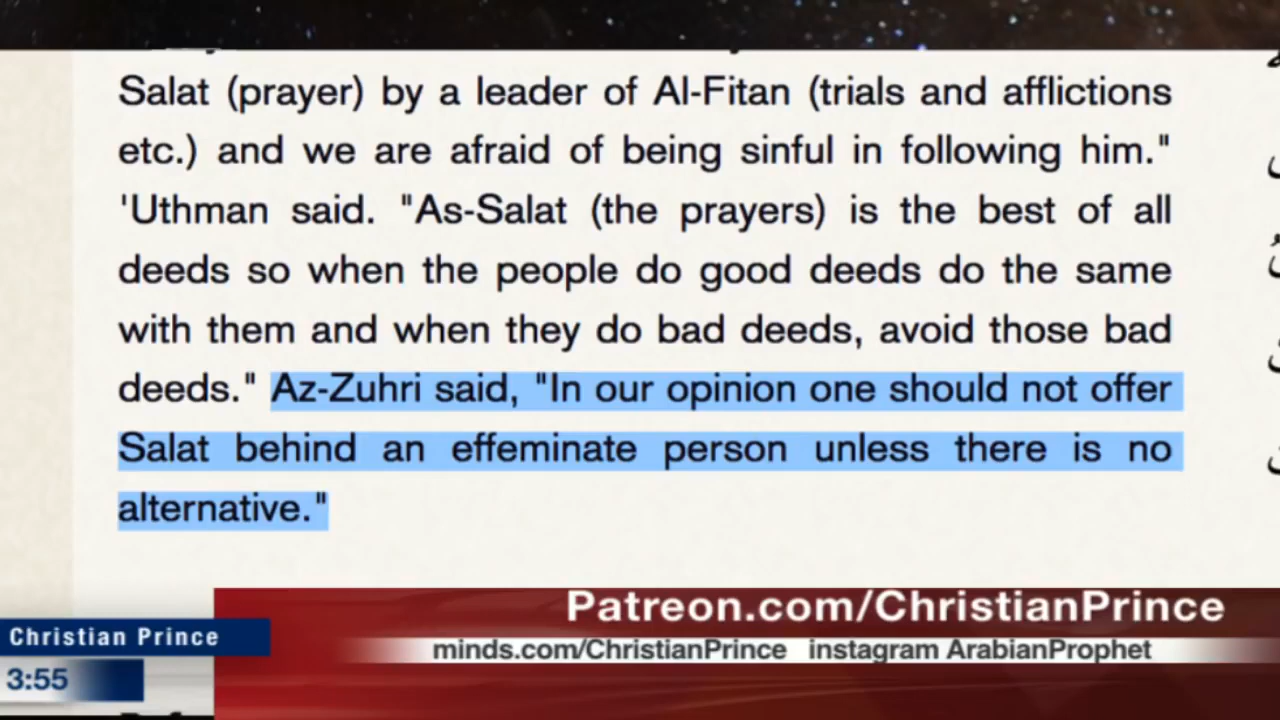 Salat (prayer) by a leader of Al-Fitan (trials and afflictions
etc.) and we are afraid of being sinful in following him."
'Uthman said. "As-Salat (the prayers) is the best of all
deeds so when the people do good deeds do the same
with them and when they do bad deeds, avoid those bad
deeds." Az-Zuhri said, "In our opinion one should not offer
Salat behind an effeminate person unless there is no
alternative."
Patreon.com/ChristianPrince
Christian Prince
minds.com/ChristianPrince instagram ArabianProphet
3:55